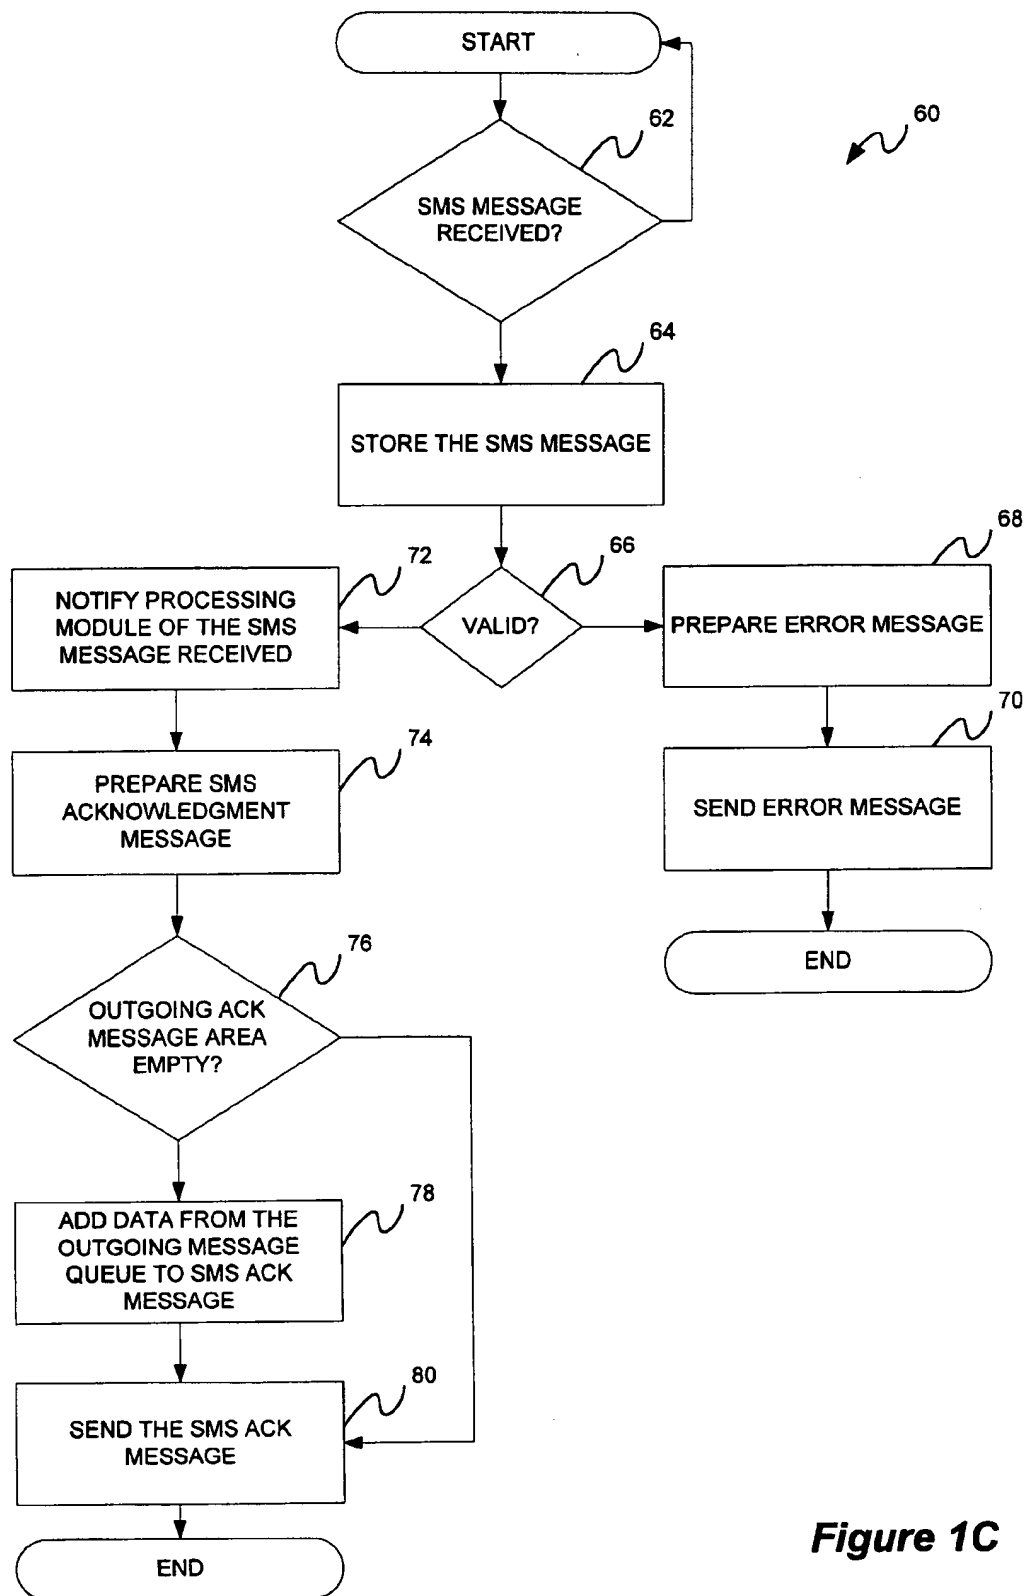 START
60
62
SMS MESSAGE
RECEIVED?
64
STORE THE SMS MESSAGE
66
VALID?
68
PREPARE ERROR MESSAGE
70
SEND ERROR MESSAGE
END
72
NOTIFY PROCESSING
MODULE OF THE SMS
MESSAGE RECEIVED
74
PREPARE SMS
ACKNOWLEDGMENT
MESSAGE
76
OUTGOING ACK
MESSAGE AREA
EMPTY?
78
ADD DATA FROM THE
OUTGOING MESSAGE
QUEUE TO SMS ACK
MESSAGE
80
SEND THE SMS ACK
MESSAGE
END
Figure 1C